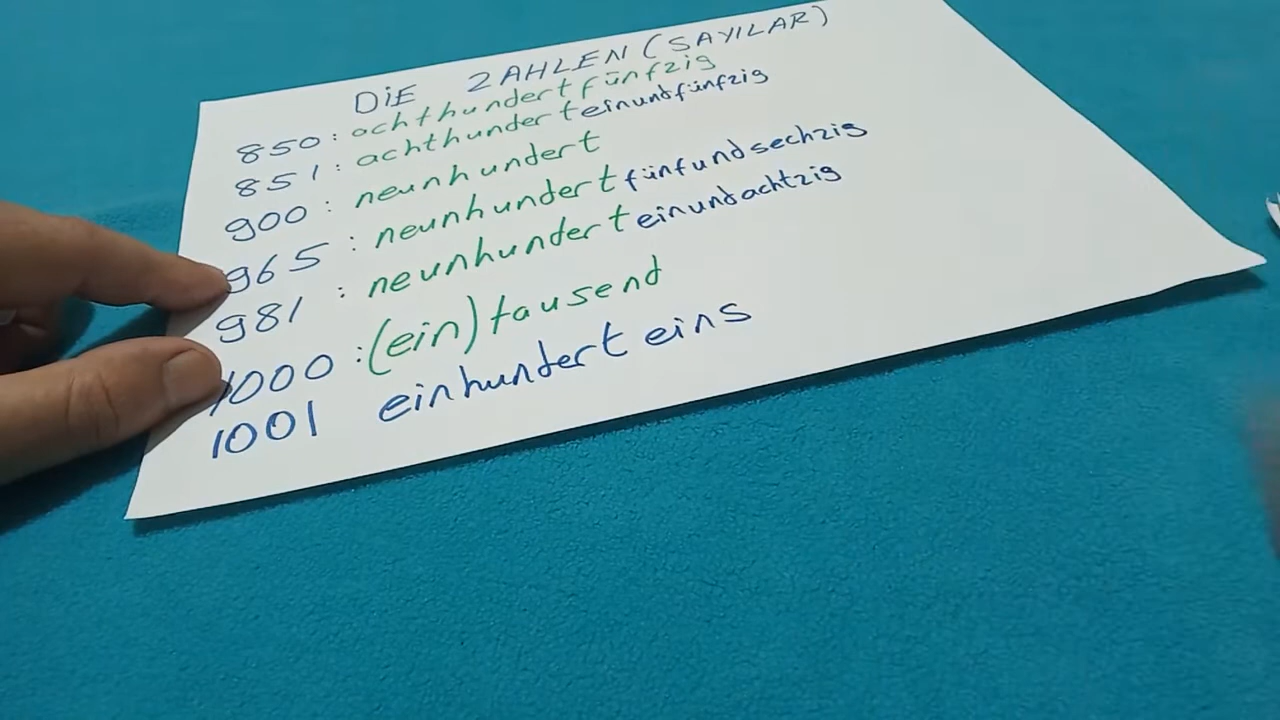 DiE ZAHLEN (SAYILAR)
850: achthundertfünfzig
851: achthunderteinundfünfzig
900: neunhundert
965: neunhundertfünfundsechzig
981: neunhunderteinundachtzig
1000: (ein)tausend
1001 einhundert eins